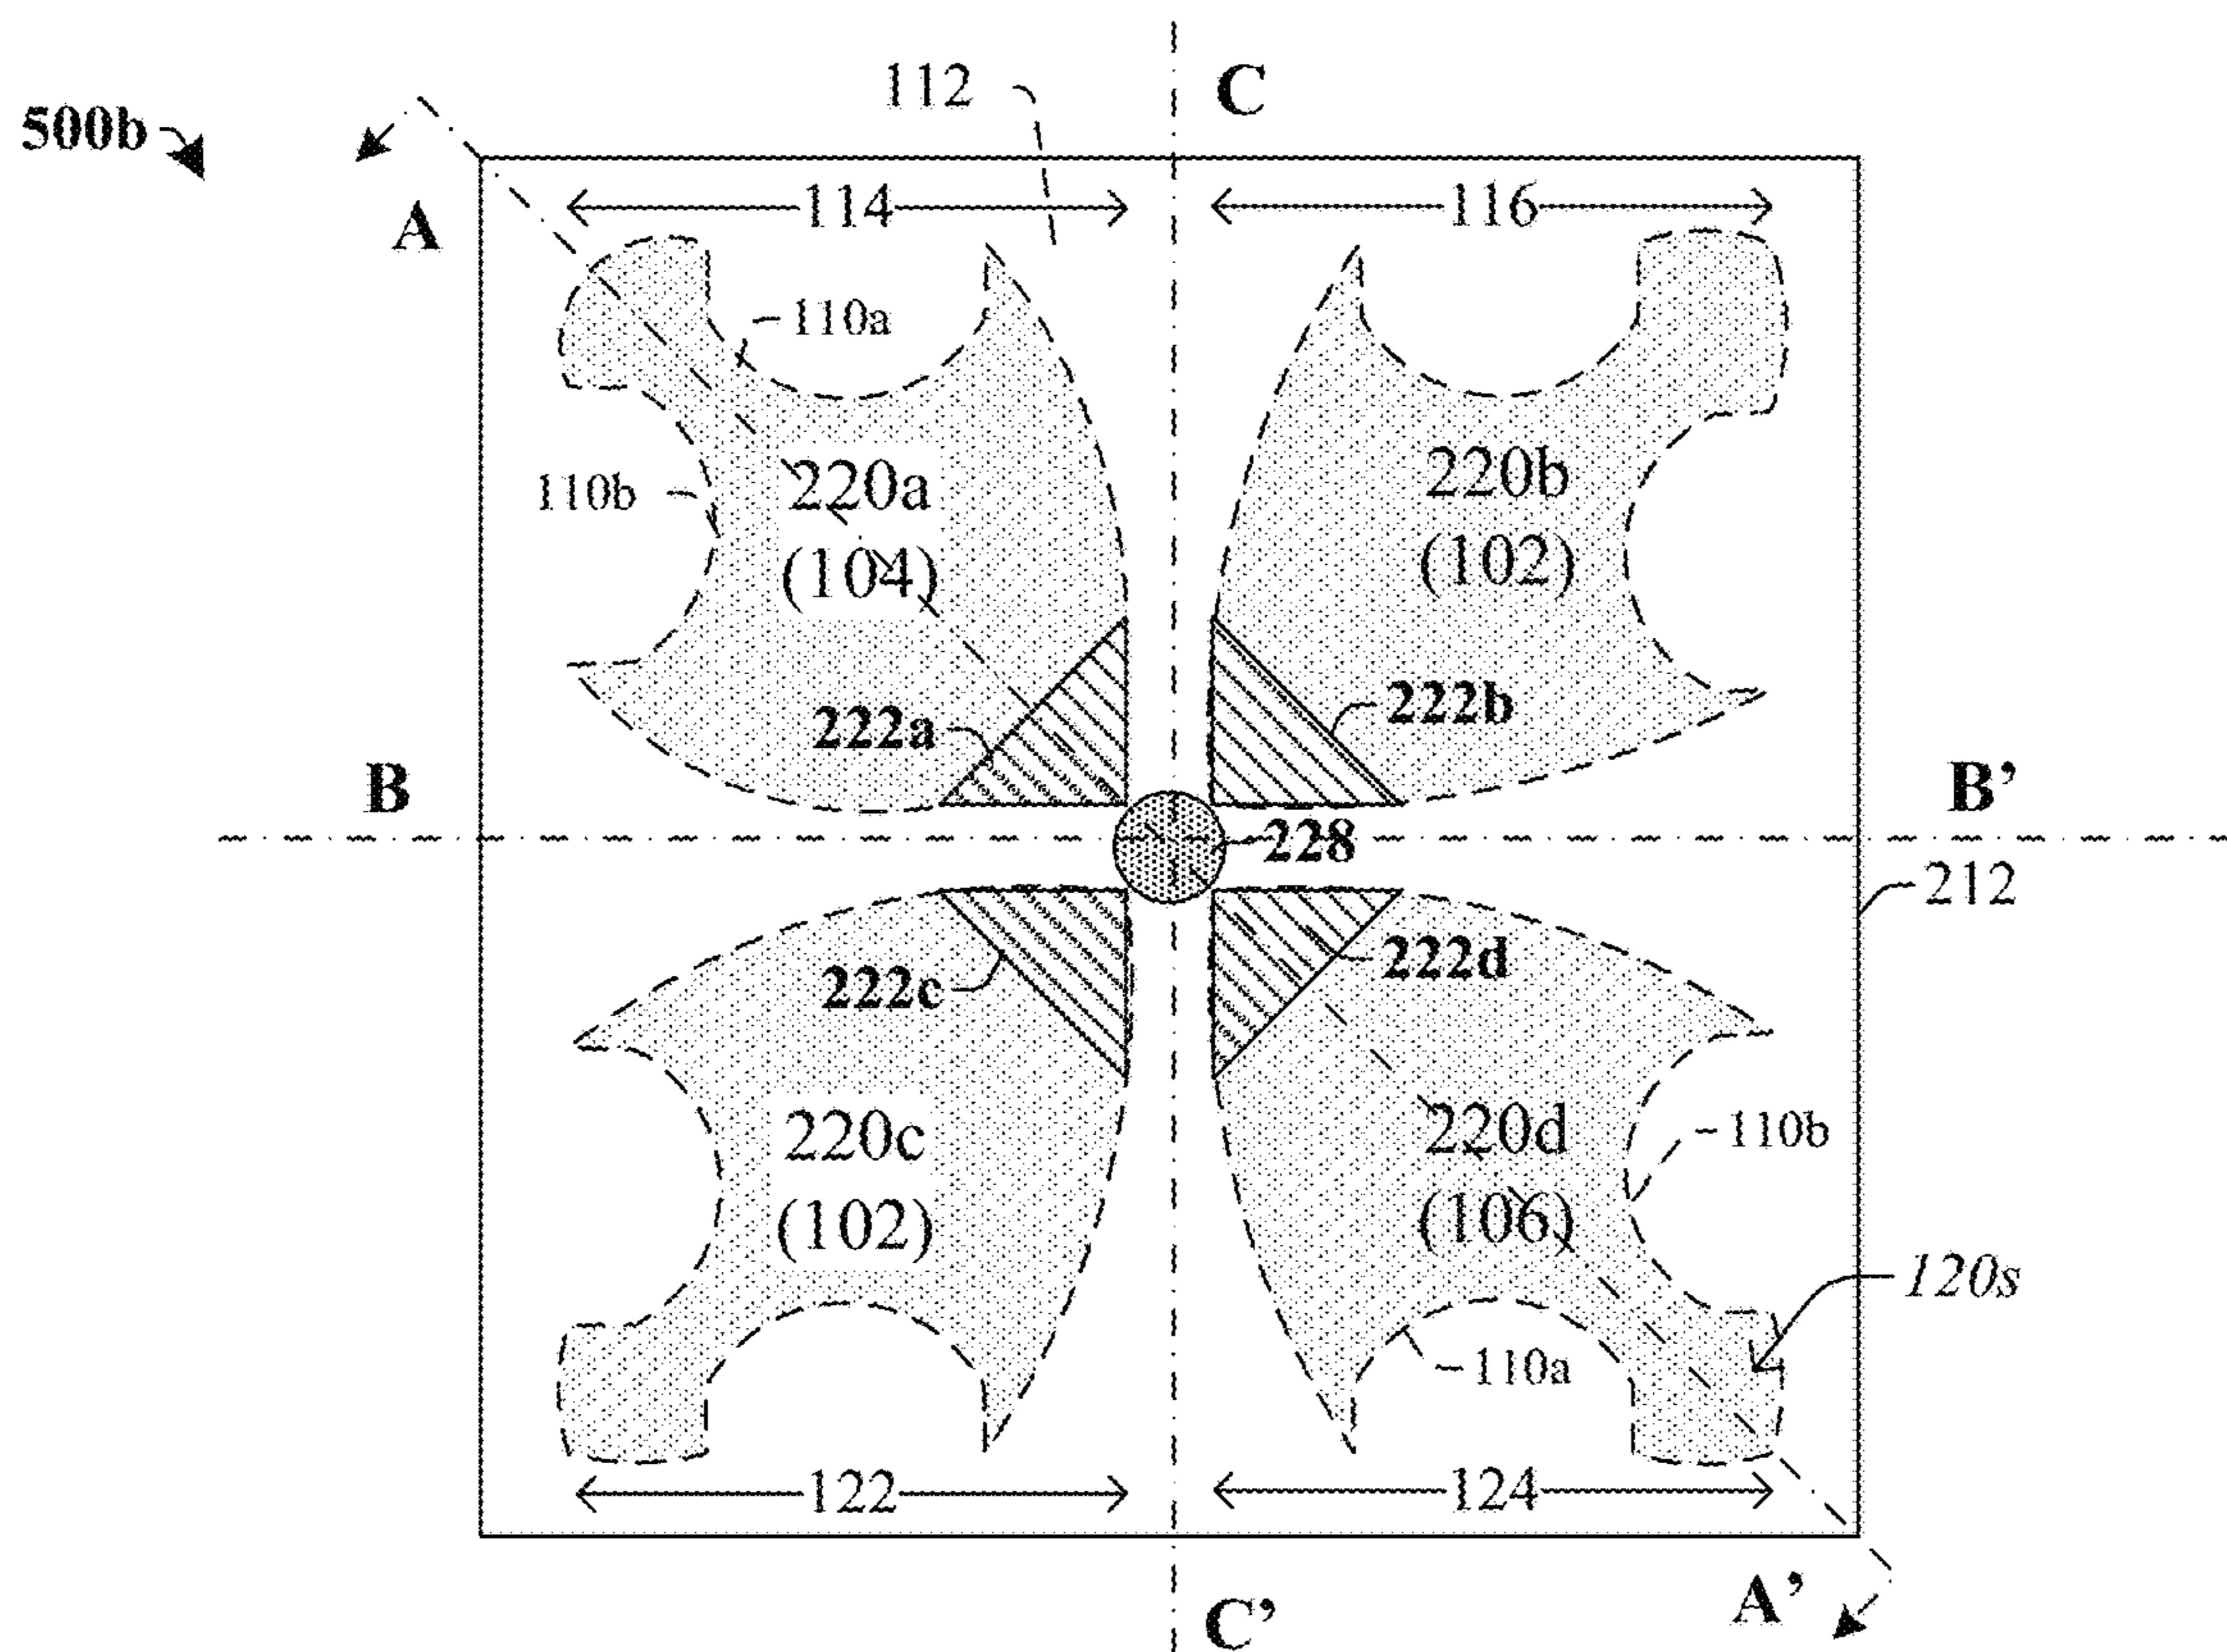 112
C
500b
A
114
116
110a
110b
220a
(104)
220b
(102)
222a
222b
B
B’
228
212
222c
222d
220c
(102)
220d
(106)
110b
120s
110a
122
124
A’
C’